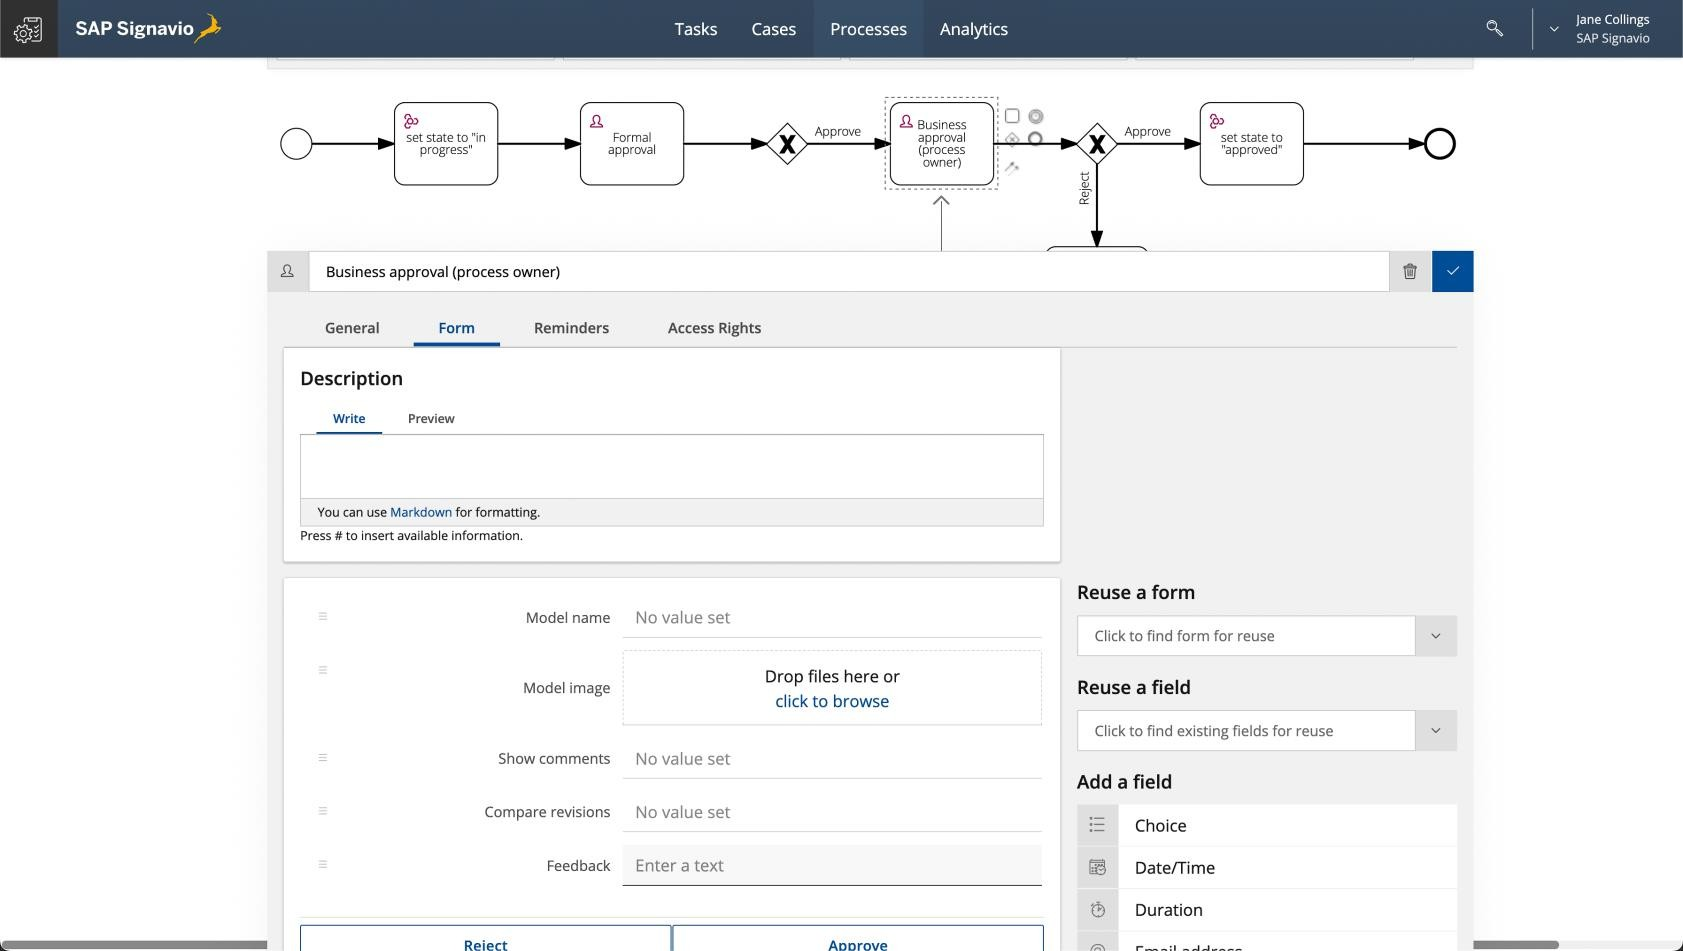 SAP Signavio
Tasks
Cases
Processes
Analytics
Jane Collings
SAP Signavio
set state to "in
progress"
Formal
approval
X
Approve
Business
approval
(process
owner)
X
Approve
Reject
set state to
"approved"
Business approval (process owner)
General
Form
Reminders
Access Rights
Description
Write
Preview
You can use Markdown for formatting.
Press # to insert available information.
Model name
No value set
Model image
Drop files here or
click to browse
Show comments
No value set
Compare revisions
No value set
Feedback
Enter a text
Reject
Approve
Reuse a form
Click to find form for reuse
Reuse a field
Click to find existing fields for reuse
Add a field
Choice
Date/Time
Duration
Email address